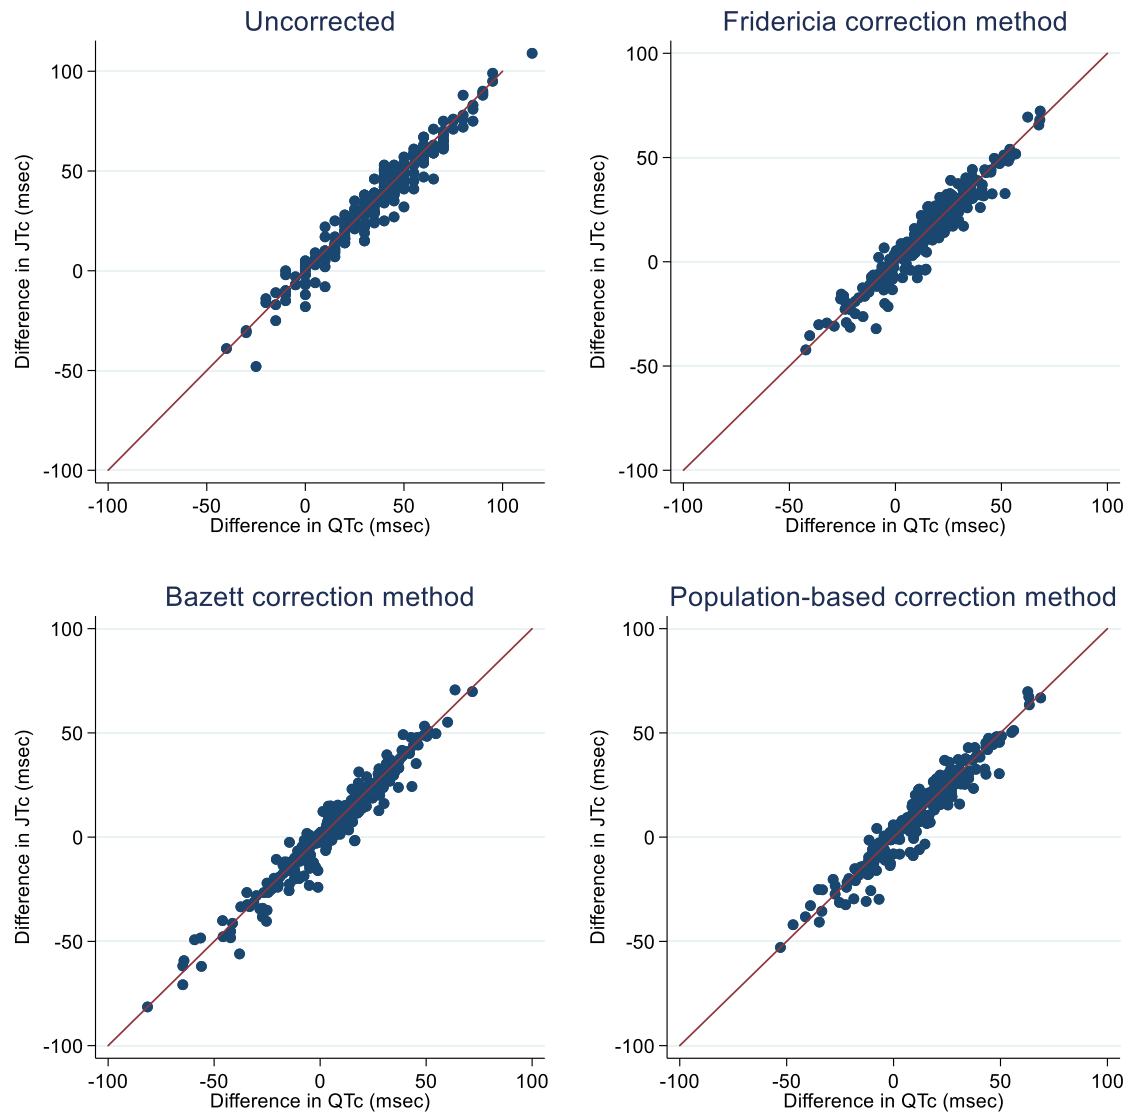 Uncorrected
100
50
0
-50
-100
Difference in JTc (msec)
-100 -50 0 50 100
Difference in QTc (msec)
Fridericia correction method
100
50
0
-50
-100
Difference in JTc (msec)
-100 -50 0 50 100
Difference in QTc (msec)
Bazett correction method
100
50
0
-50
-100
Difference in JTc (msec)
-100 -50 0 50 100
Difference in QTc (msec)
Population-based correction method
100
50
0
-50
-100
Difference in JTc (msec)
-100 -50 0 50 100
Difference in QTc (msec)